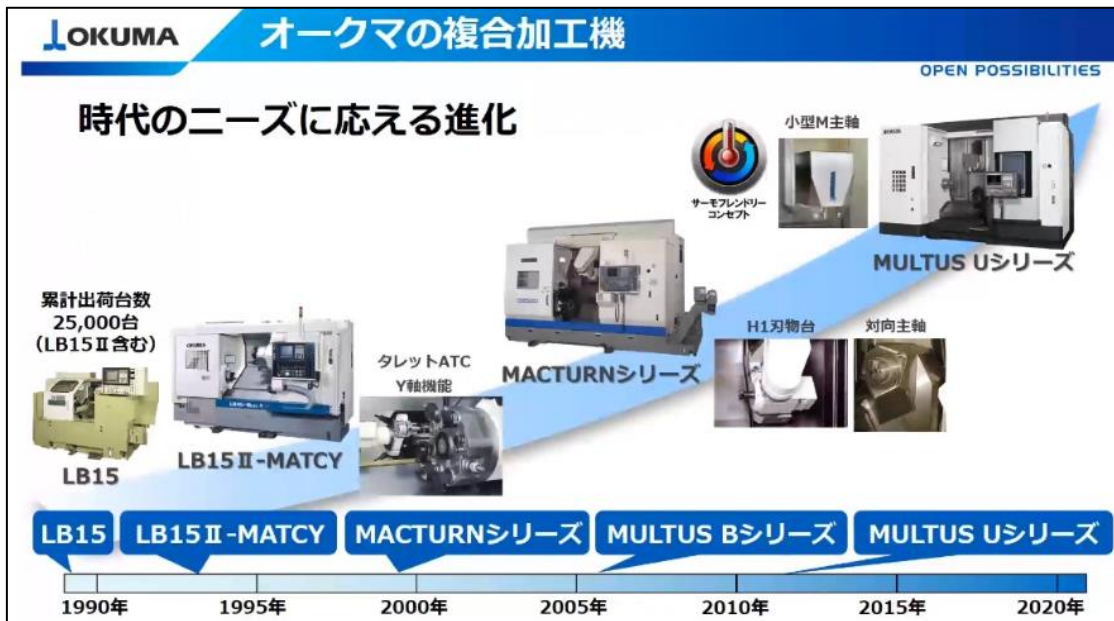 OKUMA
オークマの複合加工機
OPEN POSSIBILITIES
時代のニーズに応える進化
小型M主軸
サーモフレンドリー
コンセプト
MULTUS Uシリーズ
累計出荷台数
25,000台
（LB15Ⅱ含む）
タレットATC
Y軸機能
MACTURNシリーズ
H1刃物台
対向主軸
LB15
LB15Ⅱ-MATCY
LB15
LB15Ⅱ-MATCY
MACTURNシリーズ
MULTUS Bシリーズ
MULTUS Uシリーズ
1990年
1995年
2000年
2005年
2010年
2015年
2020年